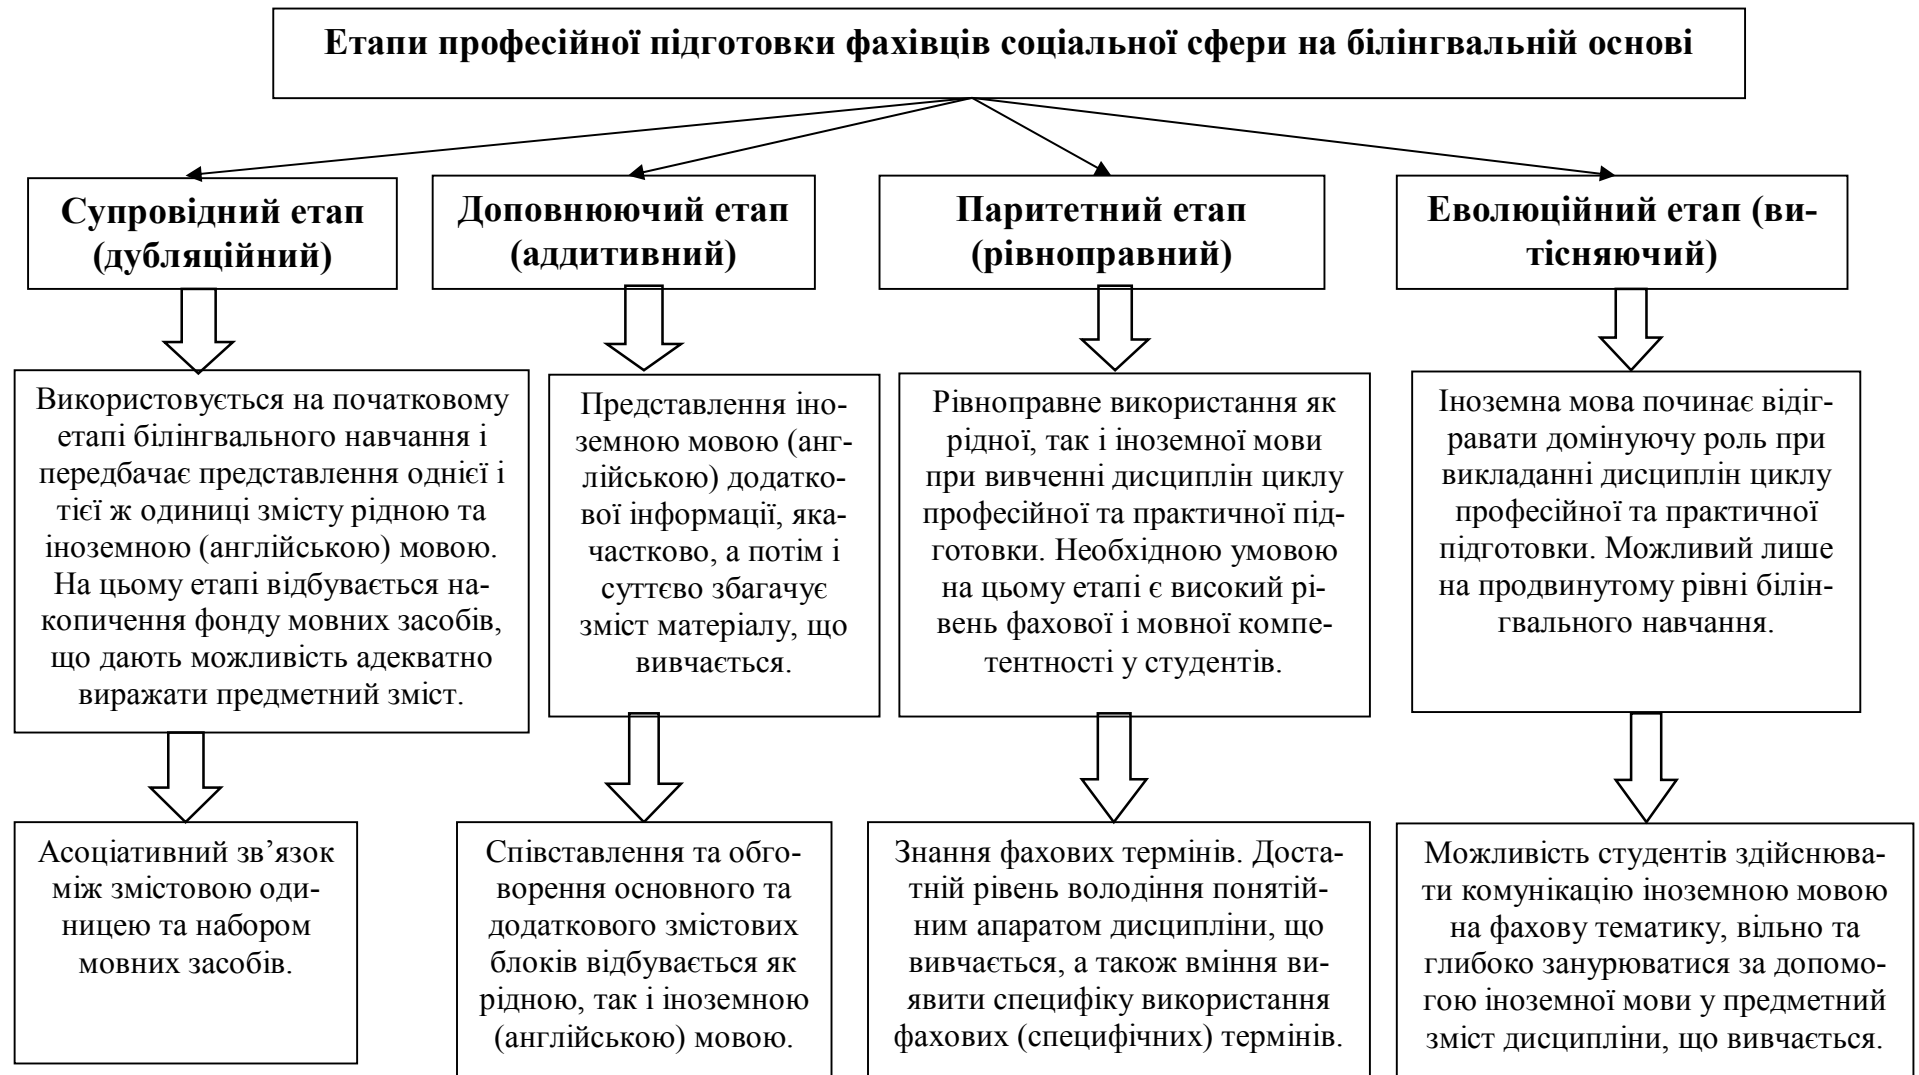 Етапи професійної підготовки фахівців соціальної сфери на білінгвальній основі
Супровідний етап
(дубляційний)
Доповнюючий етап
(аддитивний)
Паритетний етап
(рівноправний)
Еволюційний етап (ви-
тісняючий)
Використовується на початковому
етапі білінгвального навчання і
передбачає представлення однієї і
тієї ж одиниці змісту рідною та
іноземною (англійською) мовою.
На цьому етапі відбувається на-
копичення фонду мовних засобів,
що дають можливість адекватно
виражати предметний зміст.
Представлення іно-
земною мовою (анг-
лійською) додатко-
вої інформації, яка-
частково, а потім і
суттєво збагачує
зміст матеріалу, що
вивчається.
Рівноправне використання як
рідної, так і іноземної мови
при вивченні дисциплін циклу
професійної та практичної під-
готовки. Необхідною умовою
на цьому етапі є високий рі-
вень фахової і мовної компе-
тентності у студентів.
Іноземна мова починає відіг-
равати домінуючу роль при
викладанні дисциплін циклу
професійної та практичної
підготовки. Можливий лише
на продвинутому рівні білін-
гвального навчання.
Асоціативний зв’язок
між змістовою оди-
ницею та набором
мовних засобів.
Співставлення та обго-
ворення основного та
додаткового змістових
блоків відбувається як
рідною, так і іноземною
(англійською) мовою.
Знання фахових термінів. Доста-
тній рівень володіння понятій-
ним апаратом дисципліни, що
вивчається, а також вміння ви-
явити специфіку використання
фахових (специфічних) термінів.
Можливість студентів здійснюва-
ти комунікацію іноземною мовою
на фахову тематику, вільно та
глибоко занурюватися за допомо-
гою іноземної мови у предметний
зміст дисципліни, що вивчається.